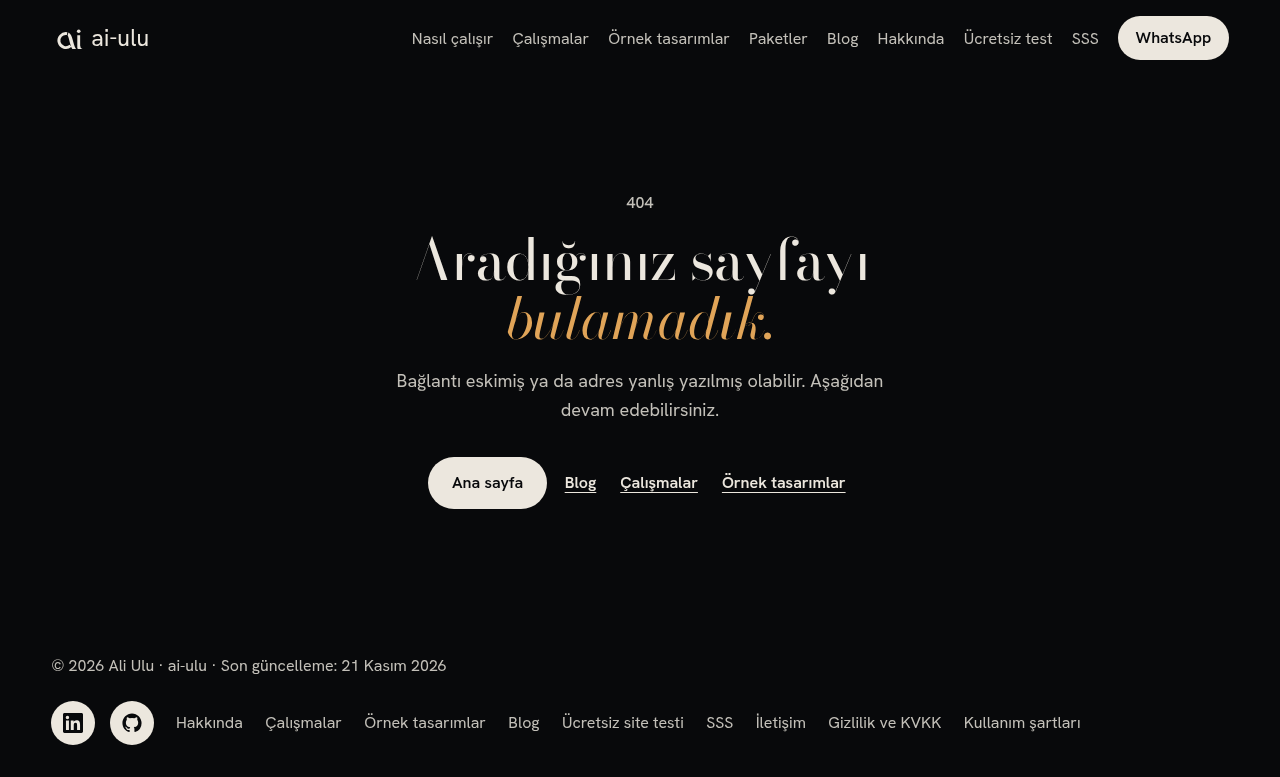 ai ai-ulu
Nasıl çalışır Çalışmalar Örnek tasarımlar Paketler Blog Hakkında Ücretsiz test SSS WhatsApp
404
Aradığınız sayfayı
bulamadık.
Bağlantı eskimiş ya da adres yanlış yazılmış olabilir. Aşağıdan
devam edebilirsiniz.
Ana sayfa Blog Çalışmalar Örnek tasarımlar
© 2026 Ali Ulu · ai-ulu · Son güncelleme: 21 Kasım 2026
in Hakkında Çalışmalar Örnek tasarımlar Blog Ücretsiz site testi SSS İletişim Gizlilik ve KVKK Kullanım şartları